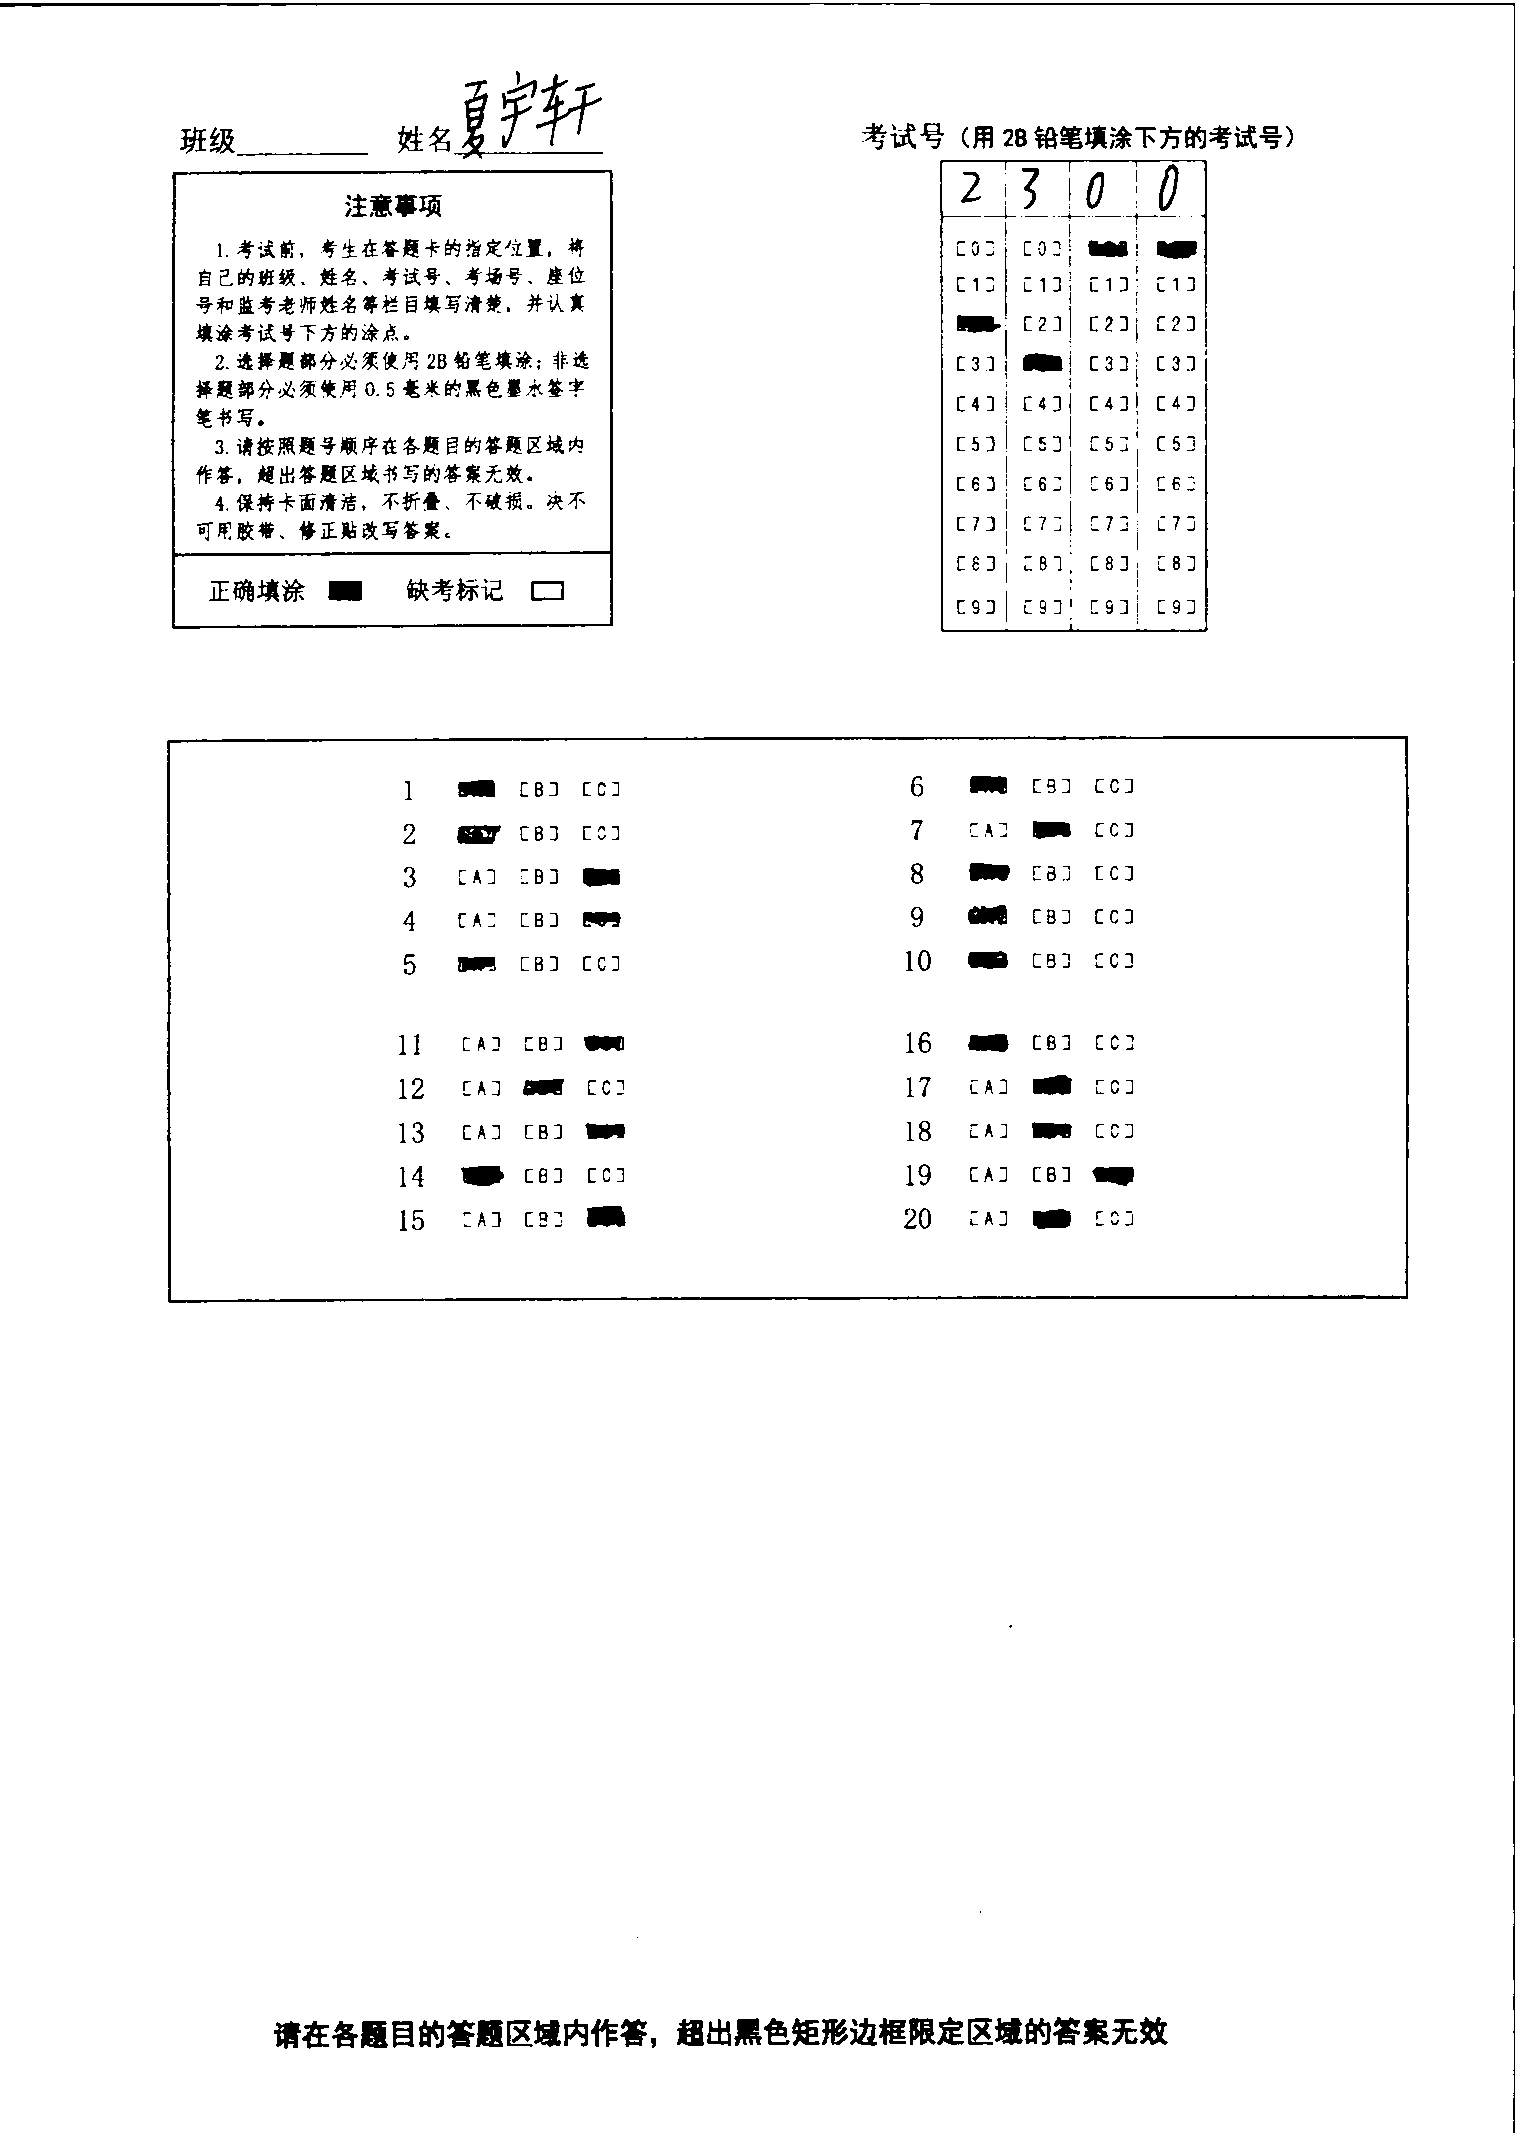 班级 姓名 夏宇轩
注意事项
1.考试前，考生在答题卡的指定位置，将
自己的班级、姓名、考试号、考场号、座位
号和监考老师姓名等栏目填写清楚，并认真
填涂考试号下方的涂点。
2.选择题部分必须使用2B铅笔填涂；非选
择题部分必须使用0.5毫米的黑色墨水签字
笔书写。
3.请按照题号顺序在各题目的答题区域内
作答，超出答题区域书写的答案无效。
4.保持卡面清洁，不折叠、不破损。决不
可用胶带、修正贴改写答案。
正确填涂 缺考标记
考试号（用2B铅笔填涂下方的考试号）
2 3 0 0
[0] [0]
[1] [1] [1] [1]
[2] [2] [2]
[3] [3] [3]
[4] [4] [4] [4]
[5] [5] [5] [5]
[6] [6] [6] [6]
[7] [7] [7] [7]
[8] [8] [8] [8]
[9] [9] [9] [9]
1 [B] [C]
2 [B] [C]
3 [A] [B]
4 [A] [B]
5 [B] [C]
6 [B] [C]
7 [A] [C]
8 [B] [C]
9 [B] [C]
10 [B] [C]
11 [A] [B]
12 [A] [C]
13 [A] [B]
14 [B] [C]
15 [A] [B]
16 [B] [C]
17 [A] [C]
18 [A] [C]
19 [A] [B]
20 [A] [C]
请在各题目的答题区域内作答，超出黑色矩形边框限定区域的答案无效